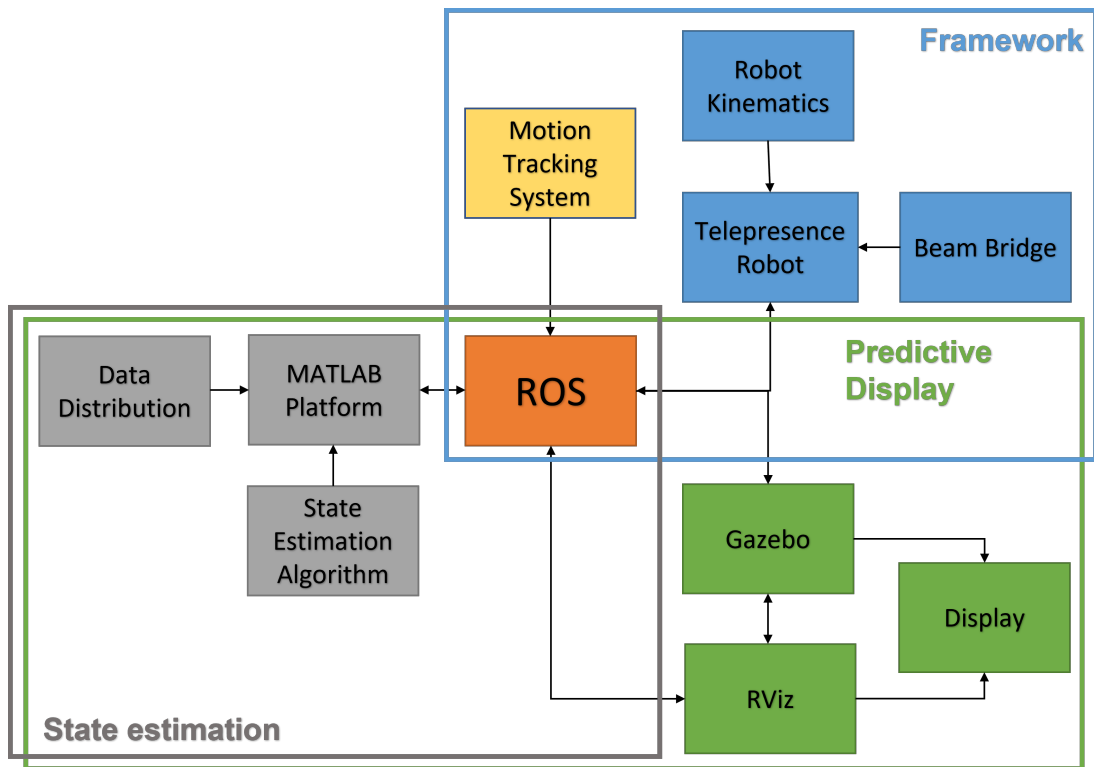 Framework
Robot
Kinematics
Motion
Tracking
System
Telepresence
Robot
Beam Bridge
Predictive
Display
Data
Distribution
MATLAB
Platform
ROS
State
Estimation
Algorithm
Gazebo
Display
RViz
State estimation